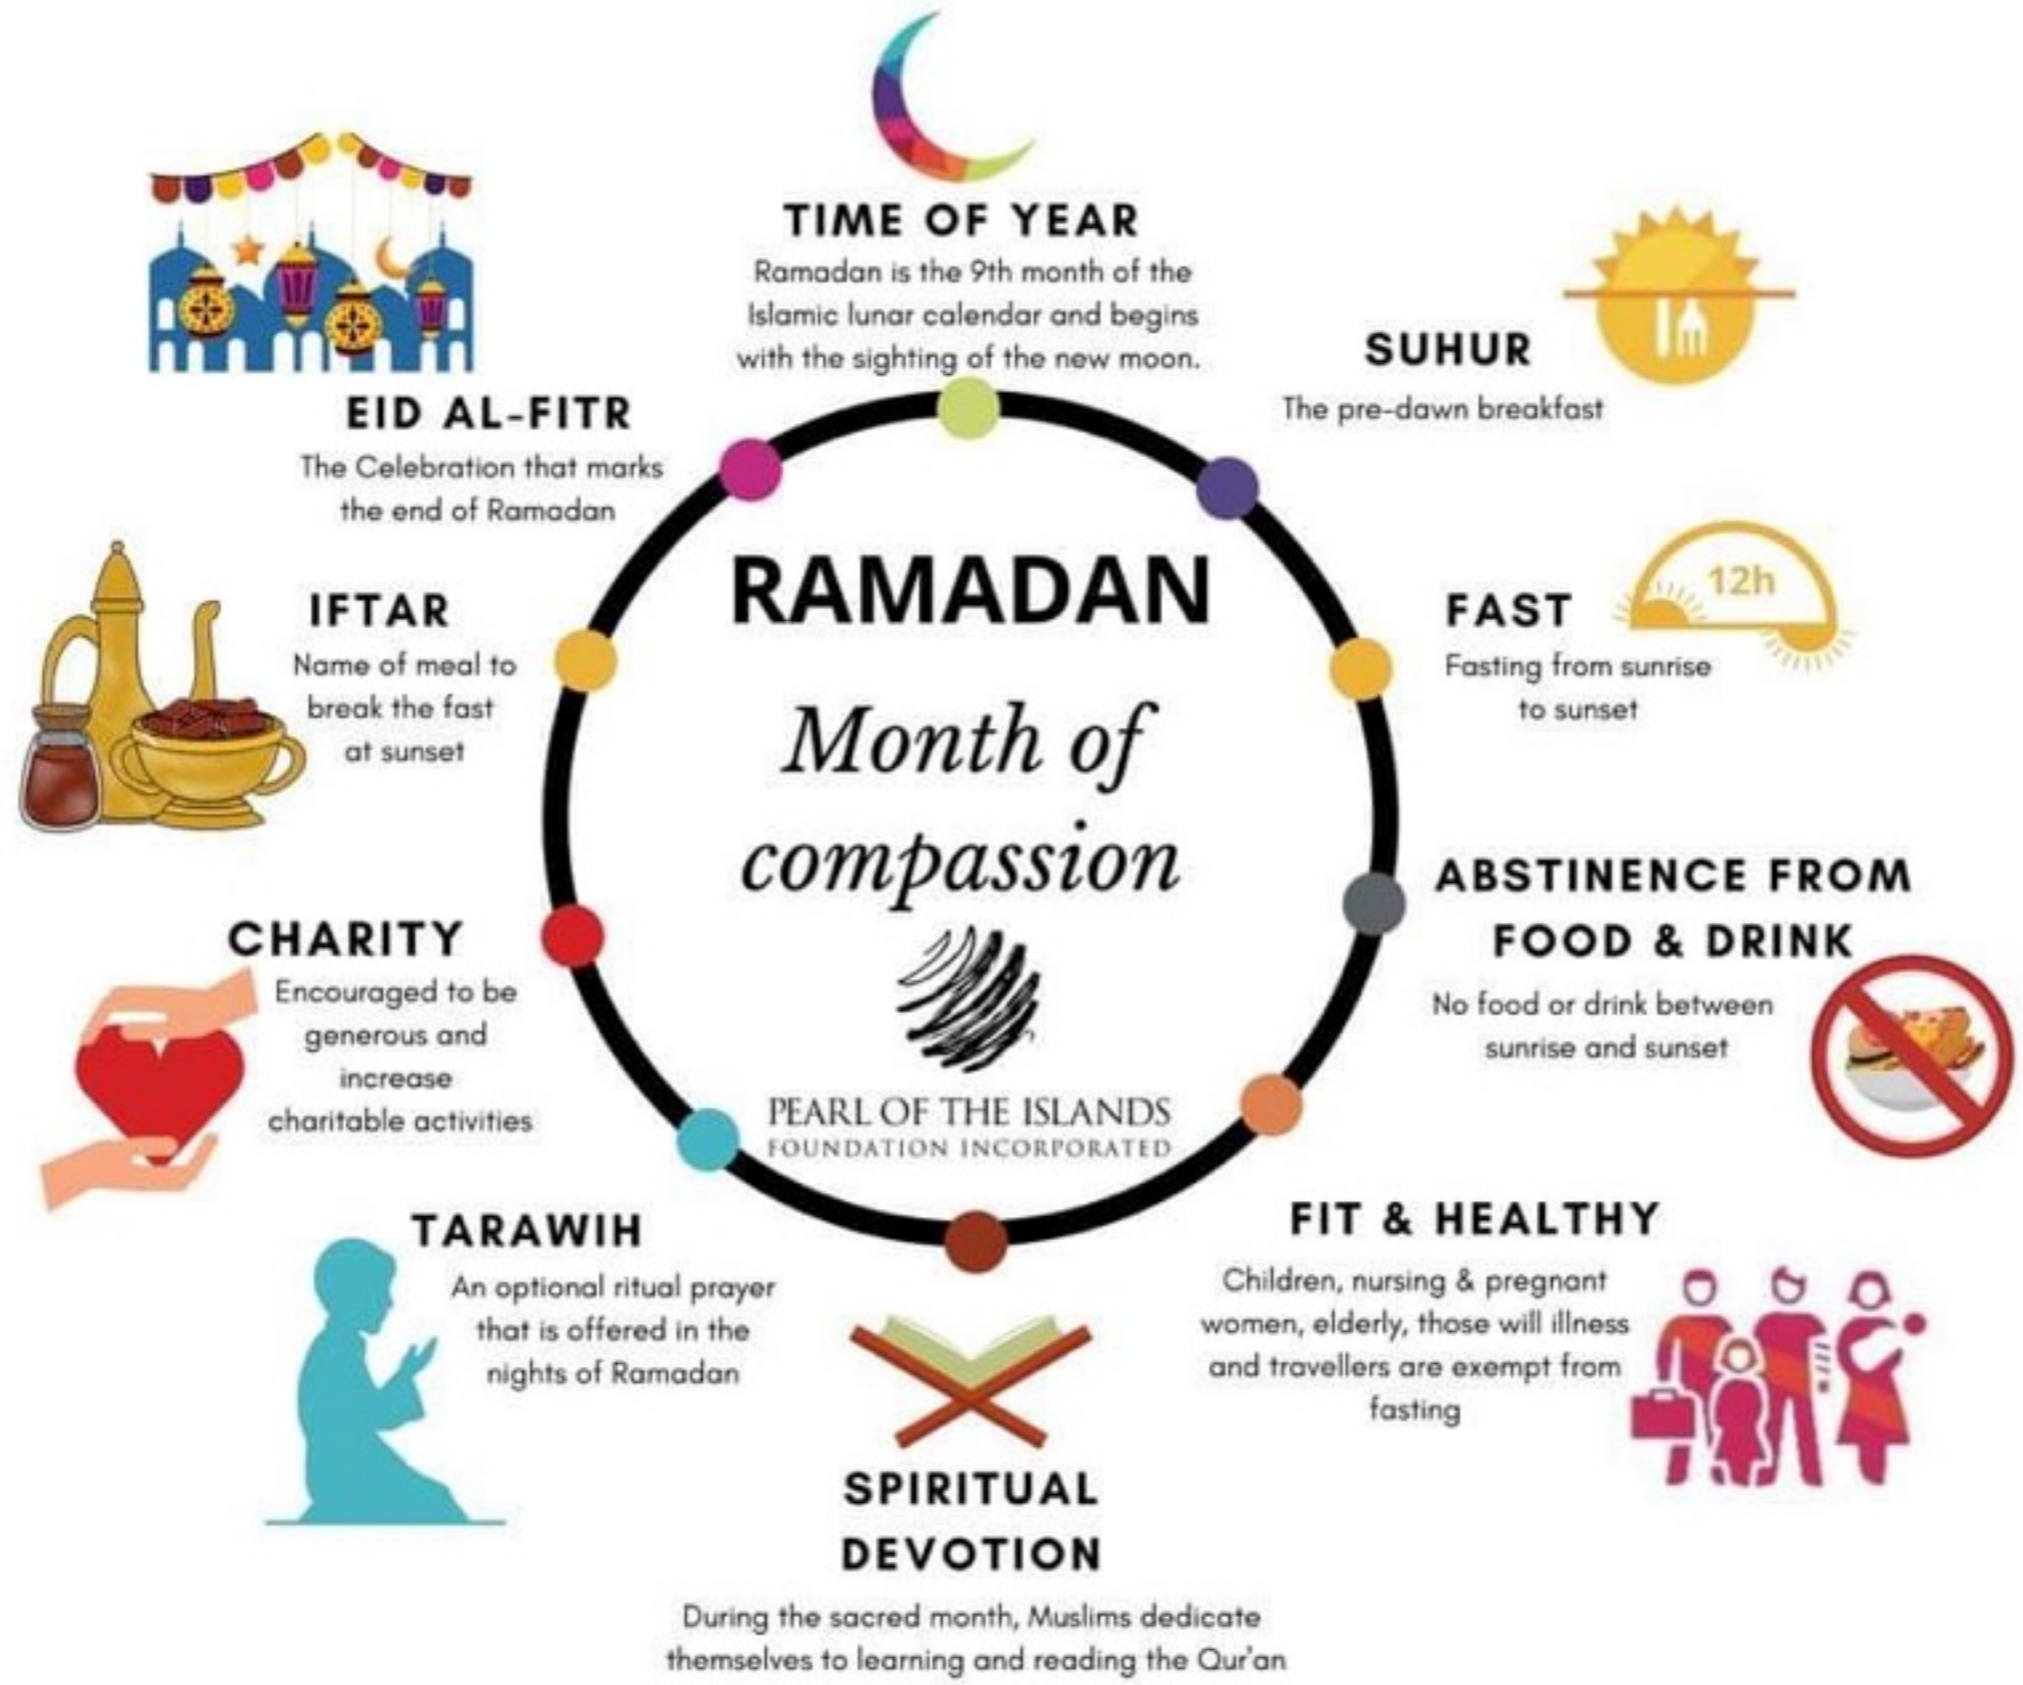 TIME OF YEAR
Ramadan is the 9th month of the
Islamic lunar calendar and begins
with the sighting of the new moon.
SUHUR
The pre-dawn breakfast
12h
FAST
Fasting from sunrise
to sunset
ABSTINENCE FROM
FOOD & DRINK
No food or drink between
sunrise and sunset
FIT & HEALTHY
Children, nursing & pregnant
women, elderly, those will illness
and travellers are exempt from
fasting
SPIRITUAL
DEVOTION
During the sacred month, Muslims dedicate
themselves to learning and reading the Qur'an
TARAWIH
An optional ritual prayer
that is offered in the
nights of Ramadan
CHARITY
Encouraged to be
generous and
increase
charitable activities
IFTAR
Name of meal to
break the fast
at sunset
EID AL-FITR
The Celebration that marks
the end of Ramadan
RAMADAN
Month of
compassion
PEARL OF THE ISLANDS
FOUNDATION INCORPORATED